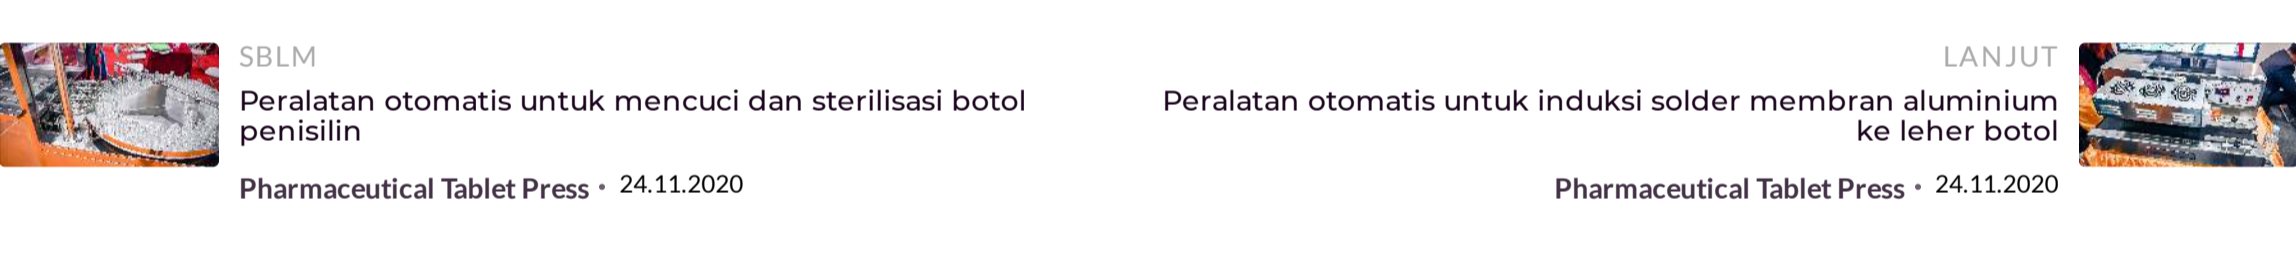 SBLM
Peralatan otomatis untuk mencuci dan sterilisasi botol
penisilin
Pharmaceutical Tablet Press • 24.11.2020
LANJUT
Peralatan otomatis untuk induksi solder membran aluminium
ke leher botol
Pharmaceutical Tablet Press • 24.11.2020